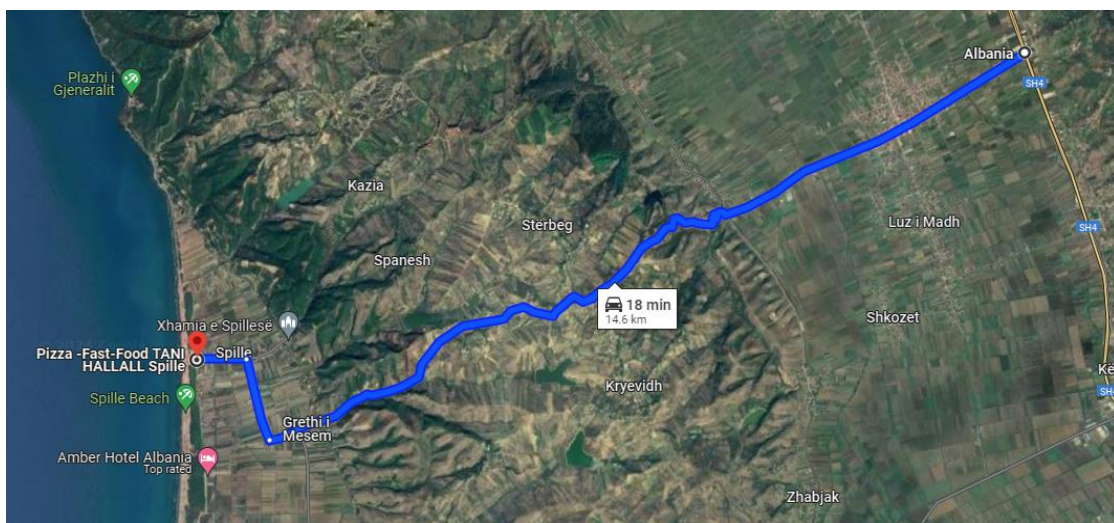 Albania
SH4
Plazhi i
Gjeneralit
Kazia
Stërbeg
Luz i Madh
SH4
Spanesh
18 min
14.6 km
Shkozet
Xhamia e Spillesë
Pizza -Fast-Food TANI
HALLALL Spille
Spille
Kryevidh
Spille Beach
Grethi i
Mesem
Amber Hotel Albania
Top rated
Zhabjak